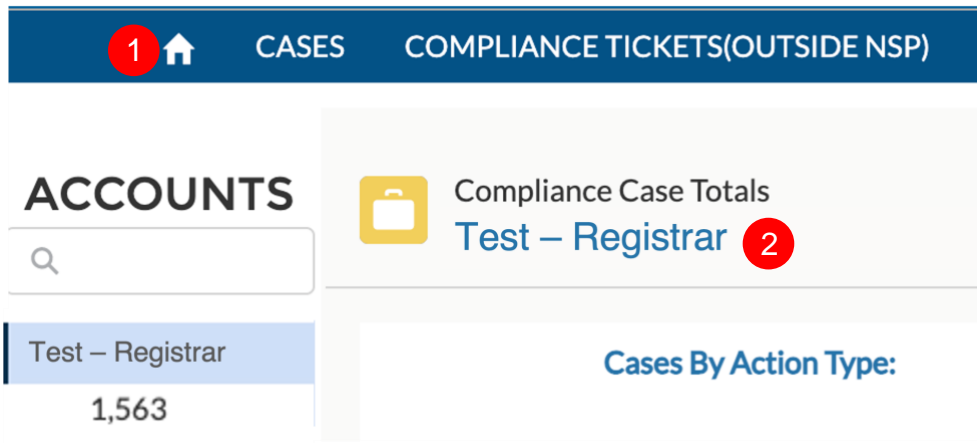 1 CASES COMPLIANCE TICKETS(OUTSIDE NSP)
ACCOUNTS
Compliance Case Totals
Test – Registrar 2
Test – Registrar
1,563
Cases By Action Type: